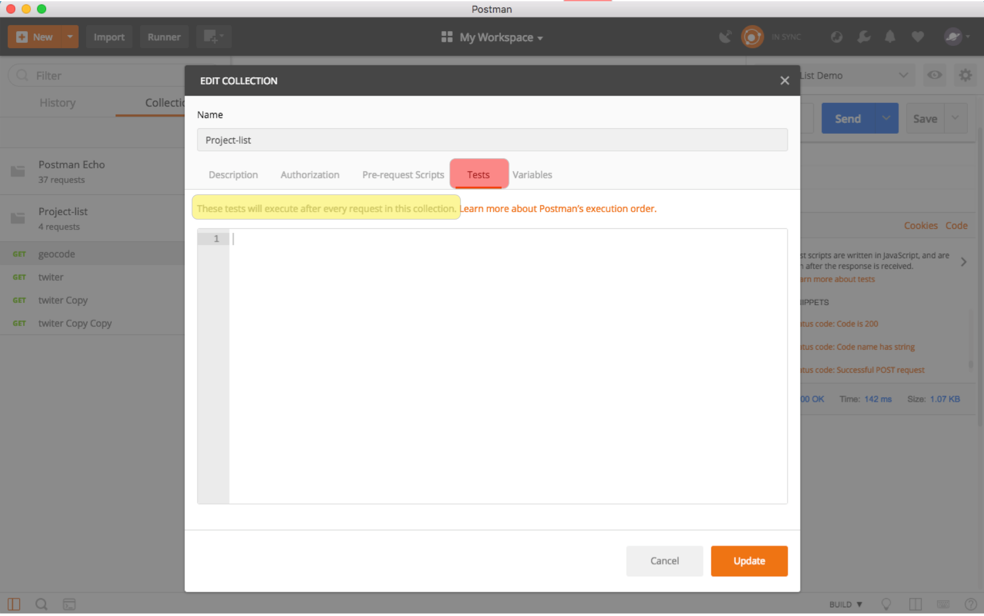 Postman
New
Import
Runner
My Workspace
IN SYNC
Filter
List Demo
History
Collectio
EDIT COLLECTION
Name
Project-list
Send
Save
Description
Authorization
Pre-request Scripts
Tests
Variables
Postman Echo
37 requests
These tests will execute after every request in this collection. Learn more about Postman's execution order.
Project-list
4 requests
Cookies
Code
1
GET geocode
GET twiter
GET twiter Copy
GET twiter Copy Copy
st scripts are written in JavaScript, and are
n after the response is received.
arn more about tests
IPPETS
atus code: Code is 200
atus code: Code name has string
atus code: Successful POST request
00 OK
Time: 142 ms
Size: 1.07 KB
Cancel
Update
BUILD